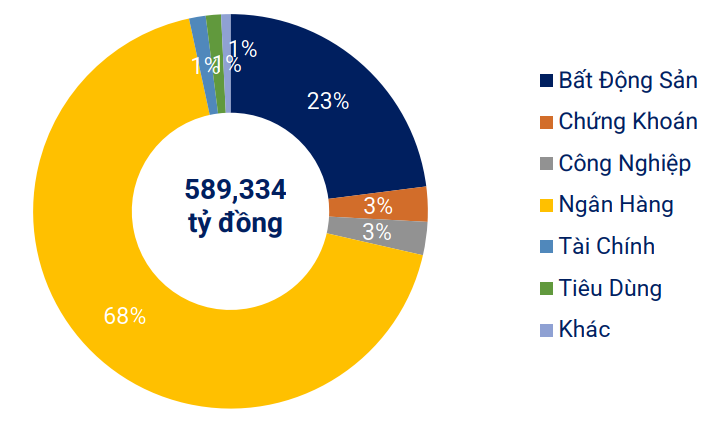 1%
1%
1%
23%
589,334
tỷ đồng
3%
3%
68%
Bất Động Sản
Chứng Khoán
Công Nghiệp
Ngân Hàng
Tài Chính
Tiêu Dùng
Khác